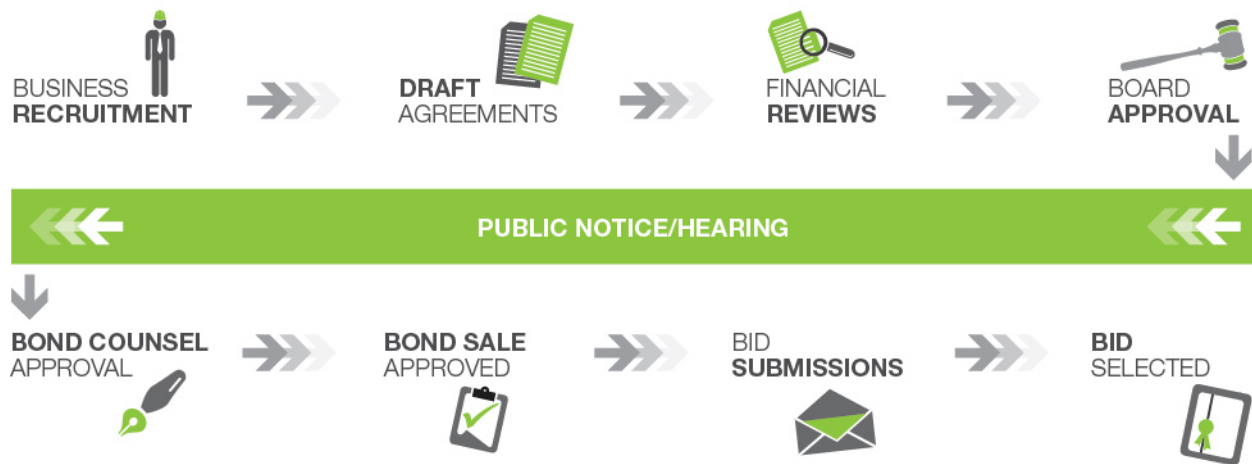 BUSINESS
RECRUITMENT
DRAFT
AGREEMENTS
FINANCIAL
REVIEWS
BOARD
APPROVAL
PUBLIC NOTICE/HEARING
BOND COUNSEL
APPROVAL
BOND SALE
APPROVED
BID
SUBMISSIONS
BID
SELECTED